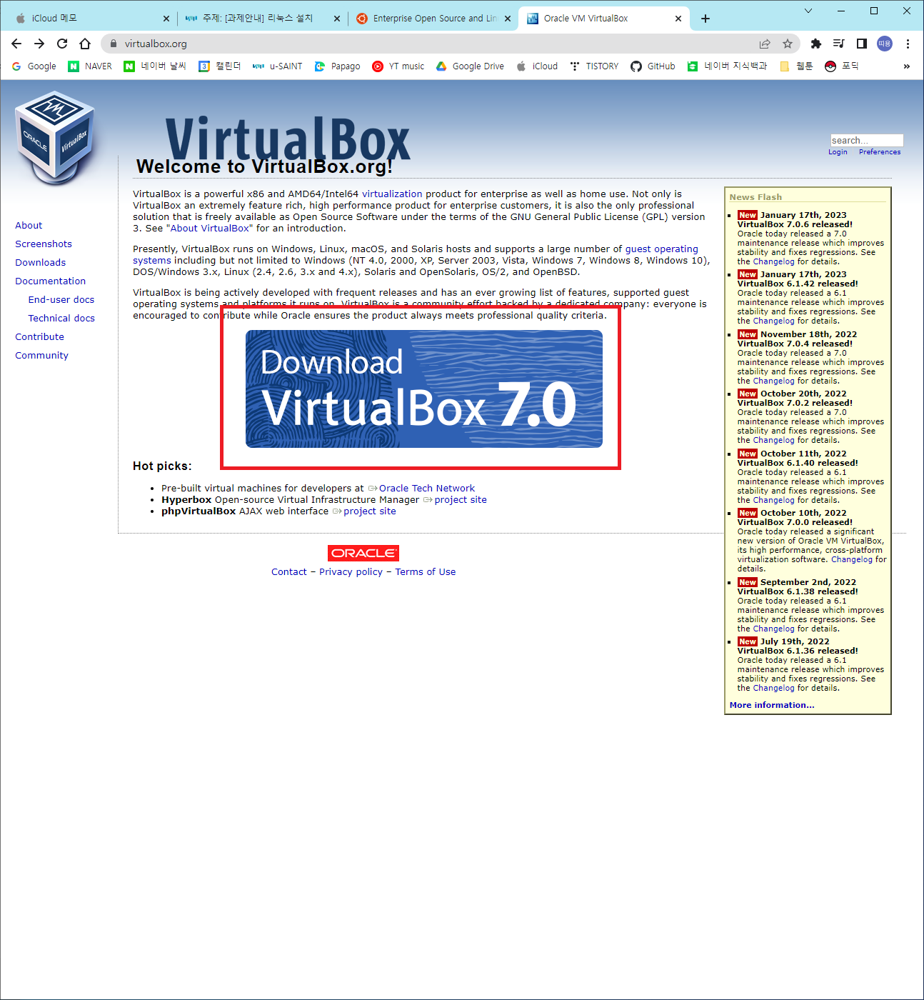 iCloud 메모
주제: [과제안내] 리눅스 설치
Enterprise Open Source and Lin
Oracle VM VirtualBox
virtualbox.org
띠용
Google
NAVER
네이버 날씨
3
캘린더
u-SAINT
Papago
YT music
Google Drive
iCloud
TISTORY
GitHub
네이버 지식백과
웹툰
포딕
»
ORACLE
VirtualBox
VirtualBox
search...
Login Preferences
Welcome to VirtualBox.org!
About
Screenshots
Downloads
Documentation
End-user docs
Technical docs
Contribute
Community
VirtualBox is a powerful x86 and AMD64/Intel64 virtualization product for enterprise as well as home use. Not only is
VirtualBox an extremely feature rich, high performance product for enterprise customers, it is also the only professional
solution that is freely available as Open Source Software under the terms of the GNU General Public License (GPL) version
3. See "About VirtualBox" for an introduction.
Presently, VirtualBox runs on Windows, Linux, macOS, and Solaris hosts and supports a large number of guest operating
systems including but not limited to Windows (NT 4.0, 2000, XP, Server 2003, Vista, Windows 7, Windows 8, Windows 10),
DOS/Windows 3.x, Linux (2.4, 2.6, 3.x and 4.x), Solaris and OpenSolaris, OS/2, and OpenBSD.
VirtualBox is being actively developed with frequent releases and has an ever growing list of features, supported guest
operating systems and platforms it runs on. VirtualBox is a community effort backed by a dedicated company: everyone is
encouraged to contribute while Oracle ensures the product always meets professional quality criteria.
Download
VirtualBox 7.0
Hot picks:
Pre-built virtual machines for developers at Oracle Tech Network
Hyperbox Open-source Virtual Infrastructure Manager project site
phpVirtualBox AJAX web interface project site
ORACLE
Contact – Privacy policy – Terms of Use
News Flash
New January 17th, 2023
VirtualBox 7.0.6 released!
Oracle today released a 7.0
maintenance release which improves
stability and fixes regressions. See
the Changelog for details.
New January 17th, 2023
VirtualBox 6.1.42 released!
Oracle today released a 6.1
maintenance release which improves
stability and fixes regressions. See
the Changelog for details.
New November 18th, 2022
VirtualBox 7.0.4 released!
Oracle today released a 7.0
maintenance release which improves
stability and fixes regressions. See
the Changelog for details.
New October 20th, 2022
VirtualBox 7.0.2 released!
Oracle today released a 7.0
maintenance release which improves
stability and fixes regressions. See
the Changelog for details.
New October 11th, 2022
VirtualBox 6.1.40 released!
Oracle today released a 6.1
maintenance release which improves
stability and fixes regressions. See
the Changelog for details.
New October 10th, 2022
VirtualBox 7.0.0 released!
Oracle today released a significant
new version of Oracle VM VirtualBox,
its high performance, cross-platform
virtualization software. Changelog for
details.
New September 2nd, 2022
VirtualBox 6.1.38 released!
Oracle today released a 6.1
maintenance release which improves
stability and fixes regressions. See
the Changelog for details.
New July 19th, 2022
VirtualBox 6.1.36 released!
Oracle today released a 6.1
maintenance release which improves
stability and fixes regressions. See
the Changelog for details.
More information...